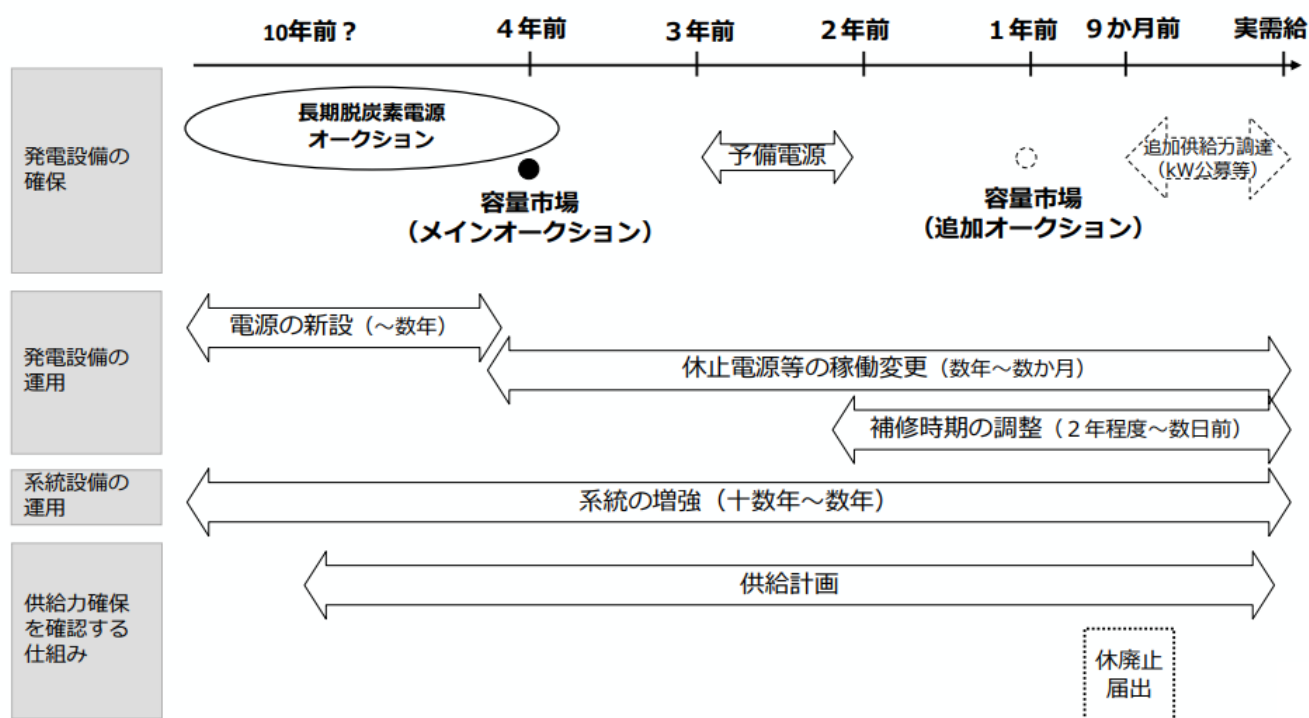 10年前？
４年前
３年前
２年前
１年前
９か月前
実需給
発電設備の
確保
長期脱炭素電源
オークション
容量市場
（メインオークション）
予備電源
容量市場
（追加オークション）
追加供給力調達
（kW公募等）
発電設備の
運用
電源の新設（～数年）
休止電源等の稼働変更（数年～数か月）
補修時期の調整（２年程度～数日前）
系統設備の
運用
系統の増強（十数年～数年）
供給力確保
を確認する
仕組み
供給計画
休廃止
届出